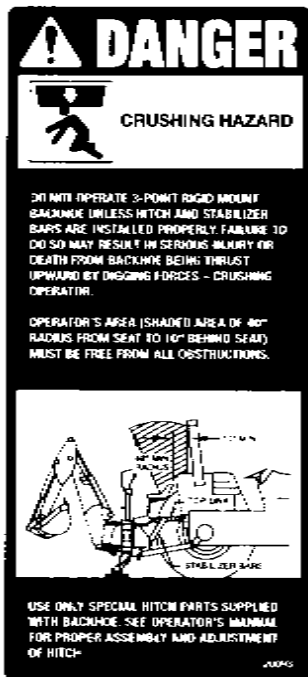 DANGER
CRUSHING HAZARD
DO NOT OPERATE 3-POINT RIGID MOUNT
BACKHOE UNLESS HITCH AND STABILIZER
BARS ARE INSTALLED PROPERLY. FAILURE TO
DO SO MAY RESULT IN SERIOUS INJURY OR
DEATH FROM BACKHOE BEING THRUST
UPWARD BY DIGGING FORCES – CRUSHING
OPERATOR.
OPERATOR'S AREA (SHADED AREA OF 40"
RADIUS FROM SEAT TO 10" BEHIND SEAT)
MUST BE FREE FROM ALL OBSTRUCTIONS.
RADIUS
TOP LINK
STABILIZER BARS
USE ONLY SPECIAL HITCH PARTS SUPPLIED
WITH BACKHOE. SEE OPERATOR'S MANUAL
FOR PROPER ASSEMBLY AND ADJUSTMENT
OF HITCH